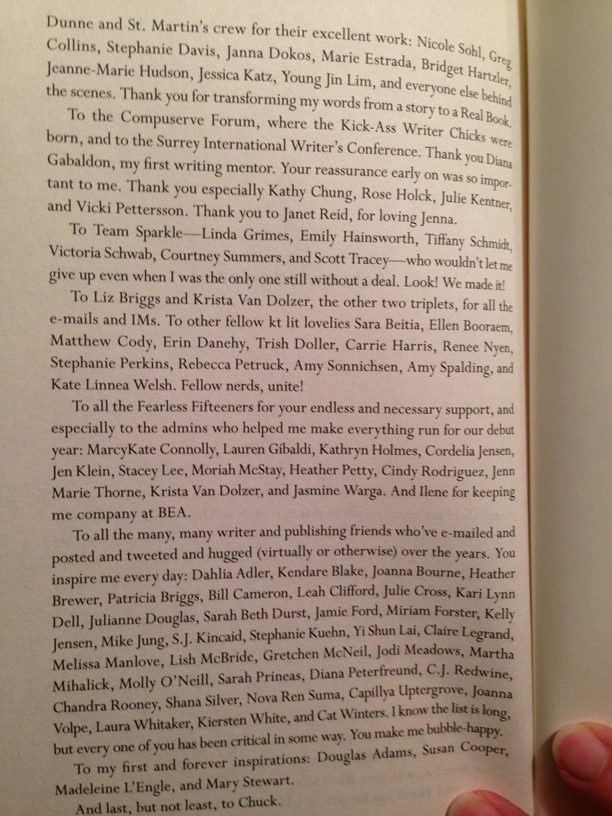 Dunne and St. Martin's crew for their excellent work: Nicole Sohl, Greg
Collins, Stephanie Davis, Janna Dokos, Marie Estrada, Bridget Hartzler,
Jeanne-Marie Hudson, Jessica Katz, Young Jin Lim, and everyone else behind
the scenes. Thank you for transforming my words from a story to a Real Book.
To the Compuserve Forum, where the Kick-Ass Writer Chicks were
born, and to the Surrey International Writer's Conference. Thank you Diana
Gabaldon, my first writing mentor. Your reassurance early on was so impor-
tant to me. Thank you especially Kathy Chung, Rose Holck, Julie Kentner,
and Vicki Pettersson. Thank you to Janet Reid, for loving Jenna.
To Team Sparkle—Linda Grimes, Emily Hainsworth, Tiffany Schmidt,
Victoria Schwab, Courtney Summers, and Scott Tracey—who wouldn't let me
give up even when I was the only one still without a deal. Look! We made it!
To Liz Briggs and Krista Van Dolzer, the other two triplets, for all the
e-mails and IMs. To other fellow kt lit lovelies Sara Beitia, Ellen Booraem,
Matthew Cody, Erin Danehy, Trish Doller, Carrie Harris, Renee Nyen,
Stephanie Perkins, Rebecca Petruck, Amy Sonnichsen, Amy Spalding, and
Kate Linnea Welsh. Fellow nerds, unite!
To all the Fearless Fifteeners for your endless and necessary support, and
especially to the admins who helped me make everything run for our debut
year: MarcyKate Connolly, Lauren Gibaldi, Kathryn Holmes, Cordelia Jensen,
Jen Klein, Stacey Lee, Moriah McStay, Heather Petty, Cindy Rodriguez, Jenn
Marie Thorne, Krista Van Dolzer, and Jasmine Warga. And Ilene for keeping
me company at BEA.
To all the many, many writer and publishing friends who've e-mailed and
posted and tweeted and hugged (virtually or otherwise) over the years. You
inspire me every day: Dahlia Adler, Kendare Blake, Joanna Bourne, Heather
Brewer, Patricia Briggs, Bill Cameron, Leah Clifford, Julie Cross, Kari Lynn
Dell, Julianne Douglas, Sarah Beth Durst, Jamie Ford, Miriam Forster, Kelly
Jensen, Mike Jung, S.J. Kincaid, Stephanie Kuehn, Yi Shun Lai, Claire Legrand,
Melissa Manlove, Lish McBride, Gretchen McNeil, Jodi Meadows, Martha
Mihalick, Molly O'Neill, Sarah Prineas, Diana Peterfreund, C.J. Redwine,
Chandra Rooney, Shana Silver, Nova Ren Suma, Capillya Uptergrove, Joanna
Volpe, Laura Whitaker, Kiersten White, and Cat Winters. I know the list is long,
but every one of you has been critical in some way. You make me bubble-happy.
To my first and forever inspirations: Douglas Adams, Susan Cooper,
Madeleine L'Engle, and Mary Stewart.
And last, but not least, to Chuck.